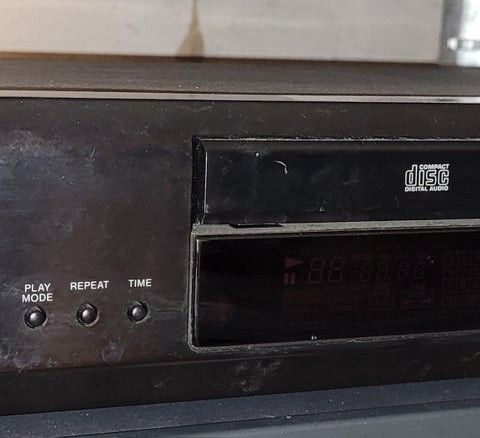 COMPACT
disc
DIGITAL AUDIO
PLAY
MODE
REPEAT
TIME